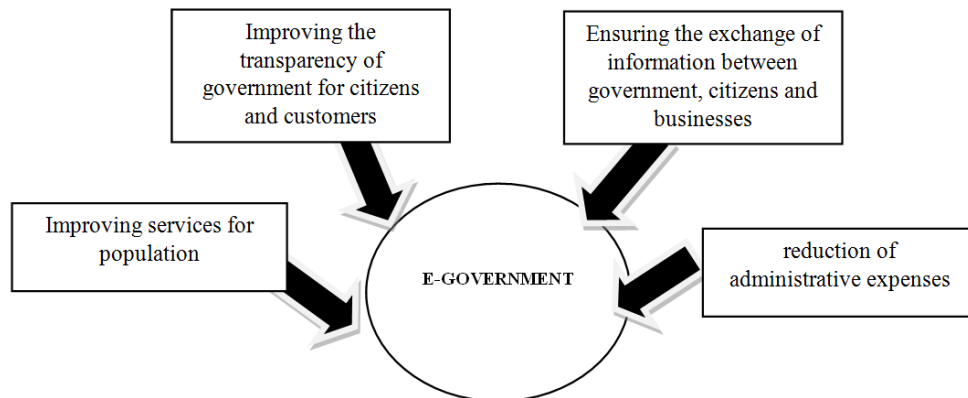 Improving the
transparency of
government for citizens
and customers
Ensuring the exchange of
information between
government, citizens and
businesses
Improving services for
population
E-GOVERNMENT
reduction of
administrative expenses